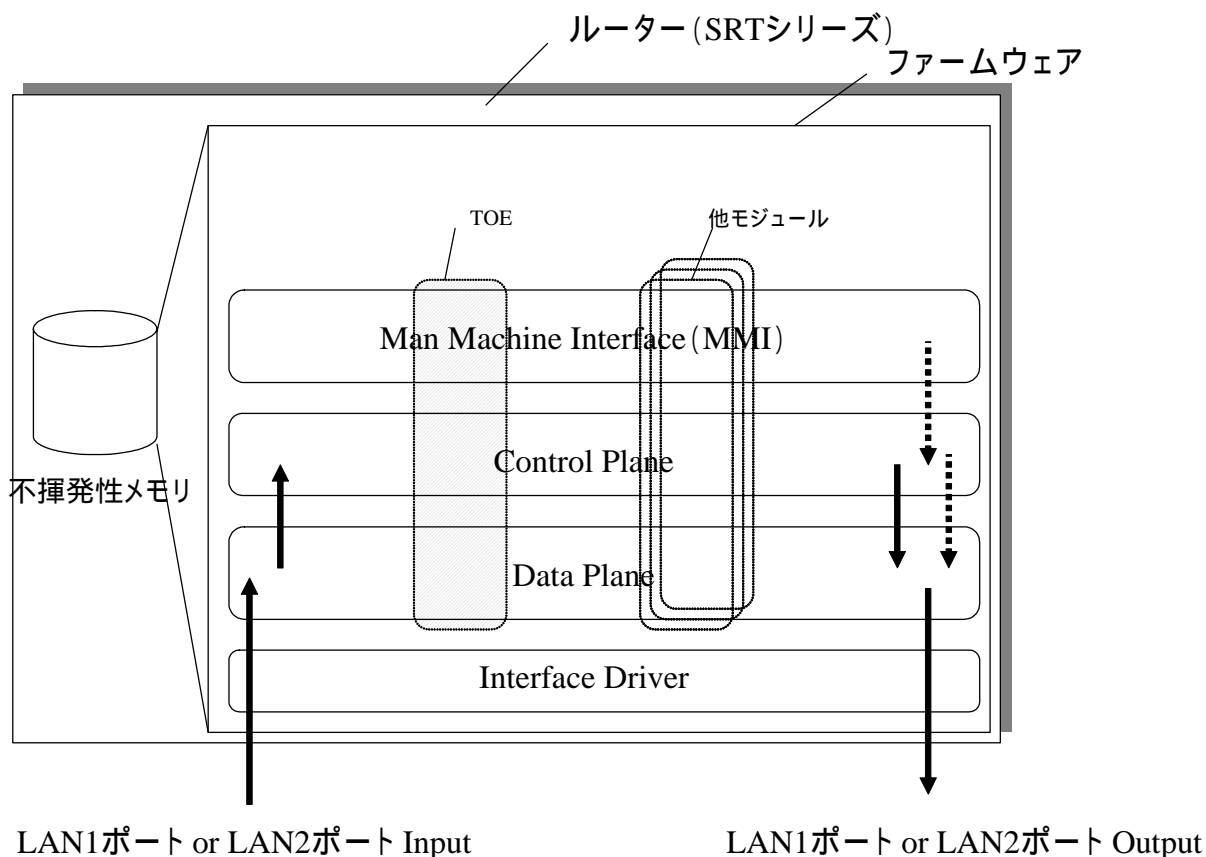 ルーター(SRTシリーズ)
ファームウェア
TOE
他モジュール
Man Machine Interface(MMI)
Control Plane
不揮発性メモリ
Data Plane
Interface Driver
LAN1ポート or LAN2ポート Input
LAN1ポート or LAN2ポート Output